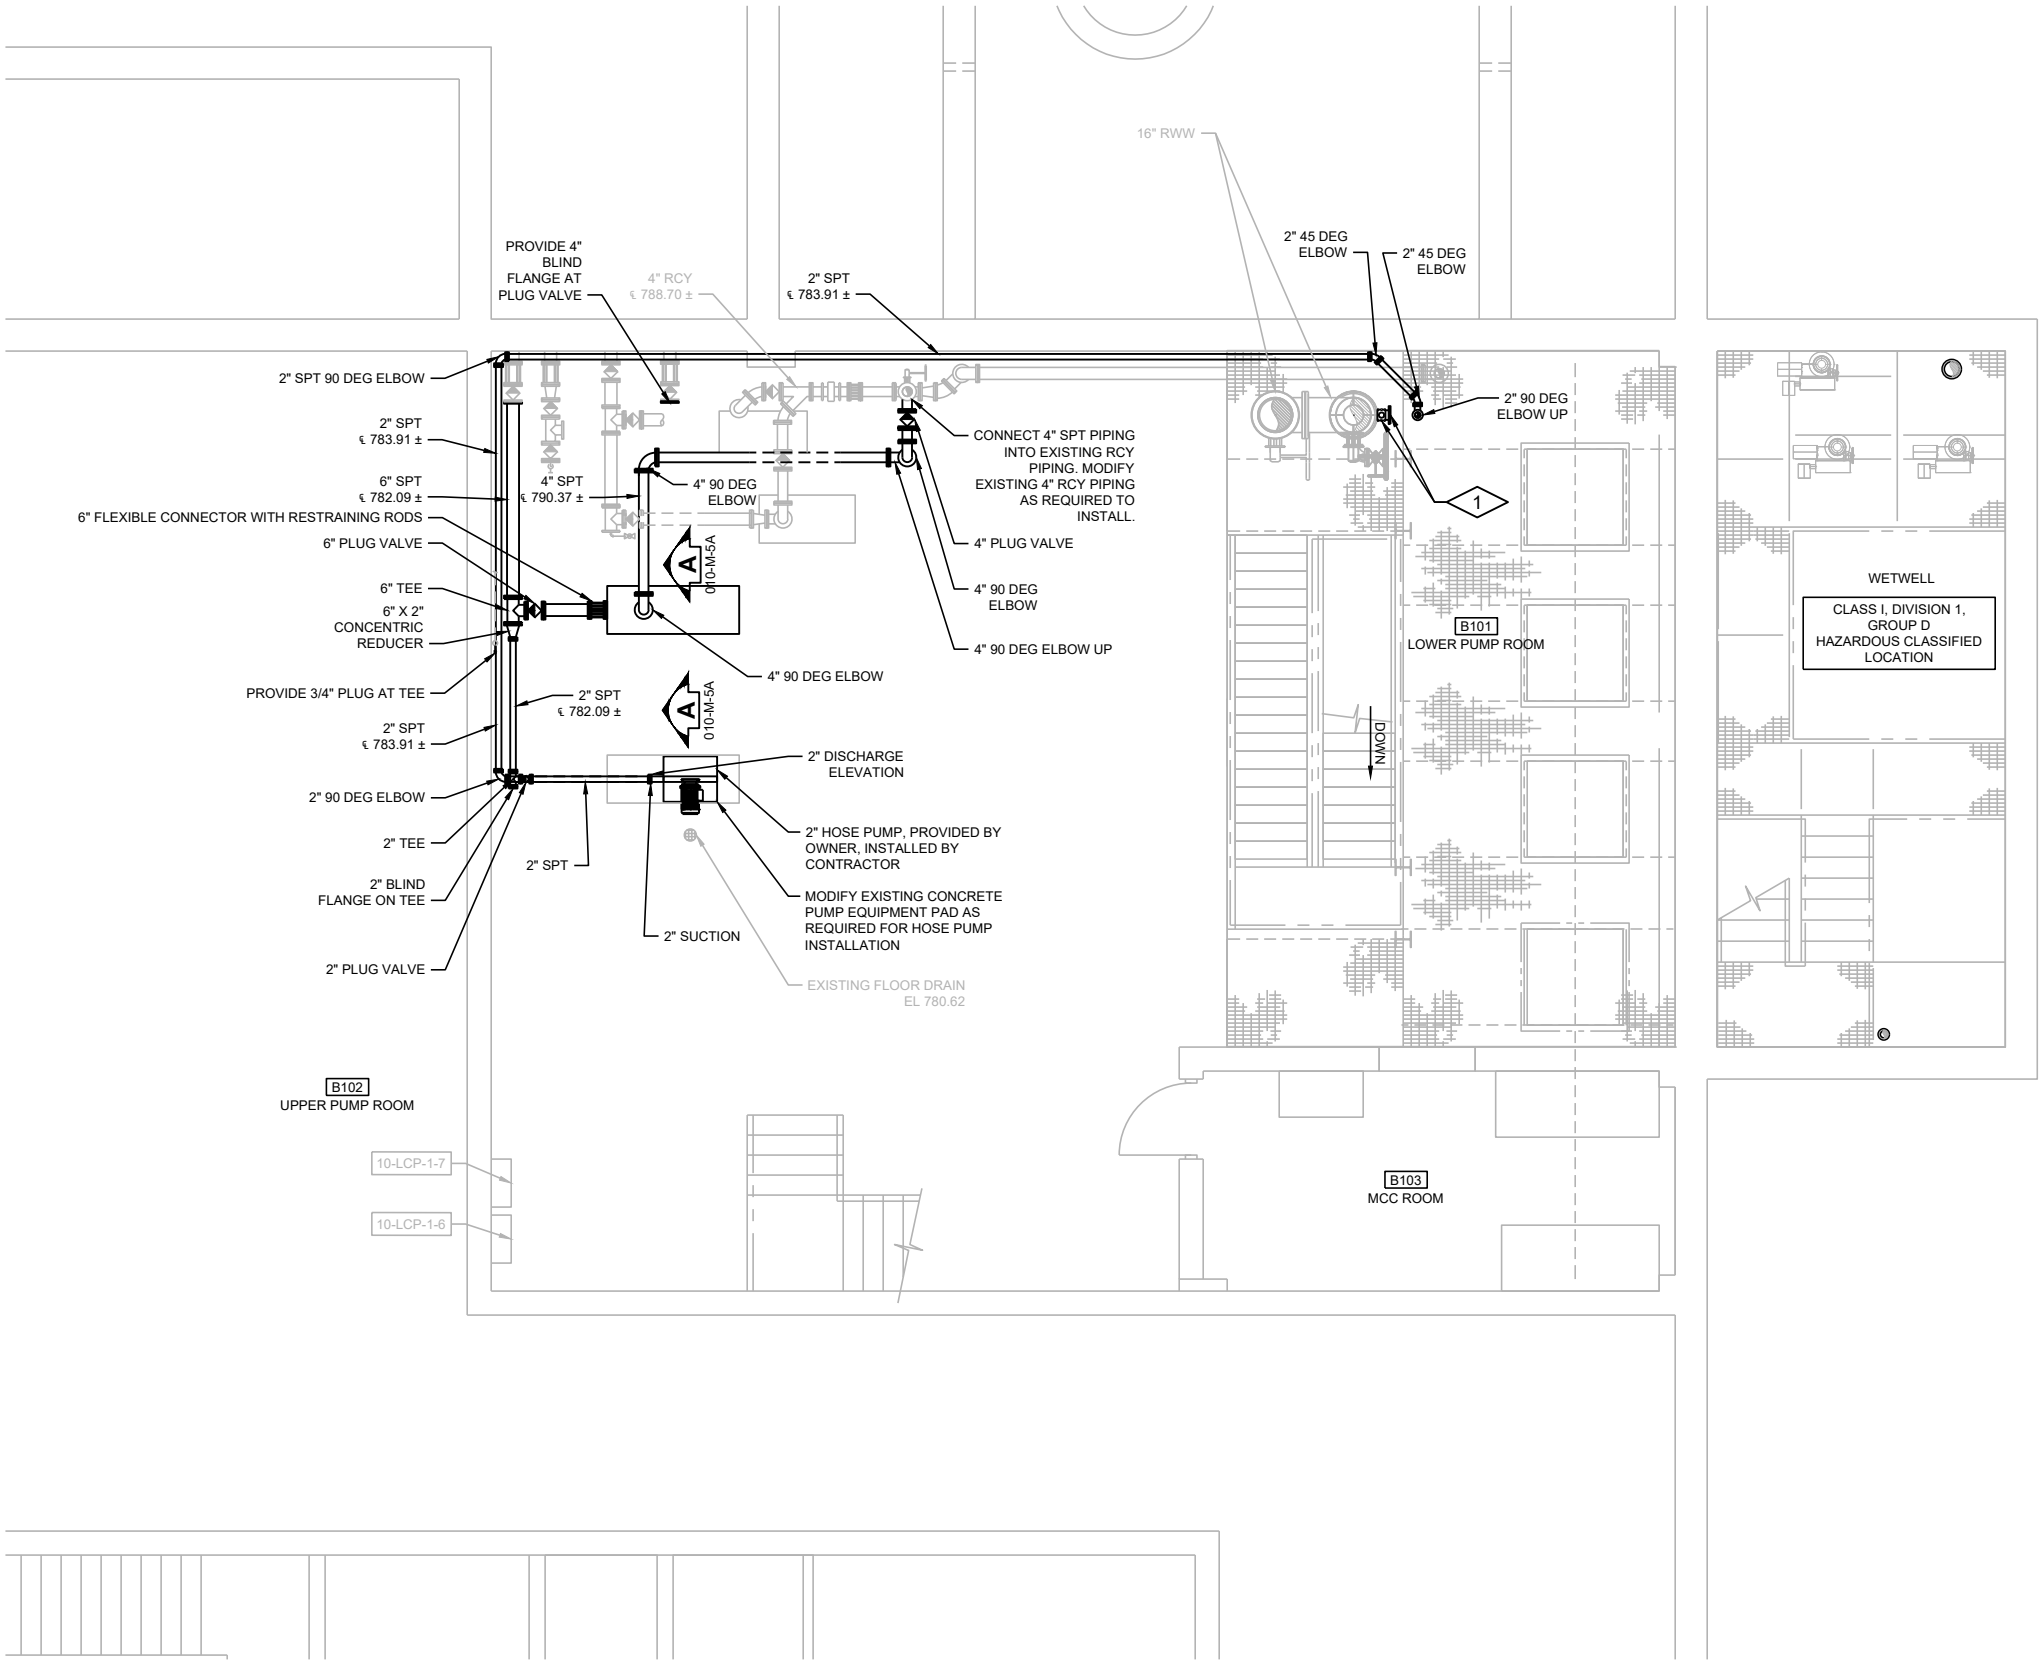 16" RWW
2" 45 DEG
ELBOW
2" 45 DEG
ELBOW
PROVIDE 4"
BLIND
FLANGE AT
PLUG VALVE
4" RCY
℄ 788.70 ±
2" SPT
℄ 783.91 ±
2" SPT 90 DEG ELBOW
2" 90 DEG
ELBOW UP
2" SPT
℄ 783.91 ±
CONNECT 4" SPT PIPING
INTO EXISTING RCY
PIPING. MODIFY
EXISTING 4" RCY PIPING
AS REQUIRED TO
INSTALL.
6" SPT
℄ 782.09 ±
4" SPT
℄ 790.37 ±
4" 90 DEG
ELBOW
1
6" FLEXIBLE CONNECTOR WITH RESTRAINING RODS
6" PLUG VALVE
4" PLUG VALVE
A
010-M-5A
6" TEE
4" 90 DEG
ELBOW
6" X 2"
CONCENTRIC
REDUCER
4" 90 DEG ELBOW UP
WETWELL
CLASS I, DIVISION 1,
GROUP D
HAZARDOUS CLASSIFIED
LOCATION
B101
LOWER PUMP ROOM
4" 90 DEG ELBOW
PROVIDE 3/4" PLUG AT TEE
2" SPT
℄ 782.09 ±
A
010-M-5A
2" SPT
℄ 783.91 ±
DOWN
2" DISCHARGE
ELEVATION
2" 90 DEG ELBOW
2" TEE
2" HOSE PUMP, PROVIDED BY
OWNER, INSTALLED BY
CONTRACTOR
2" SPT
2" BLIND
FLANGE ON TEE
MODIFY EXISTING CONCRETE
PUMP EQUIPMENT PAD AS
REQUIRED FOR HOSE PUMP
INSTALLATION
2" SUCTION
2" PLUG VALVE
EXISTING FLOOR DRAIN
EL 780.62
B102
UPPER PUMP ROOM
10-LCP-1-7
10-LCP-1-6
B103
MCC ROOM